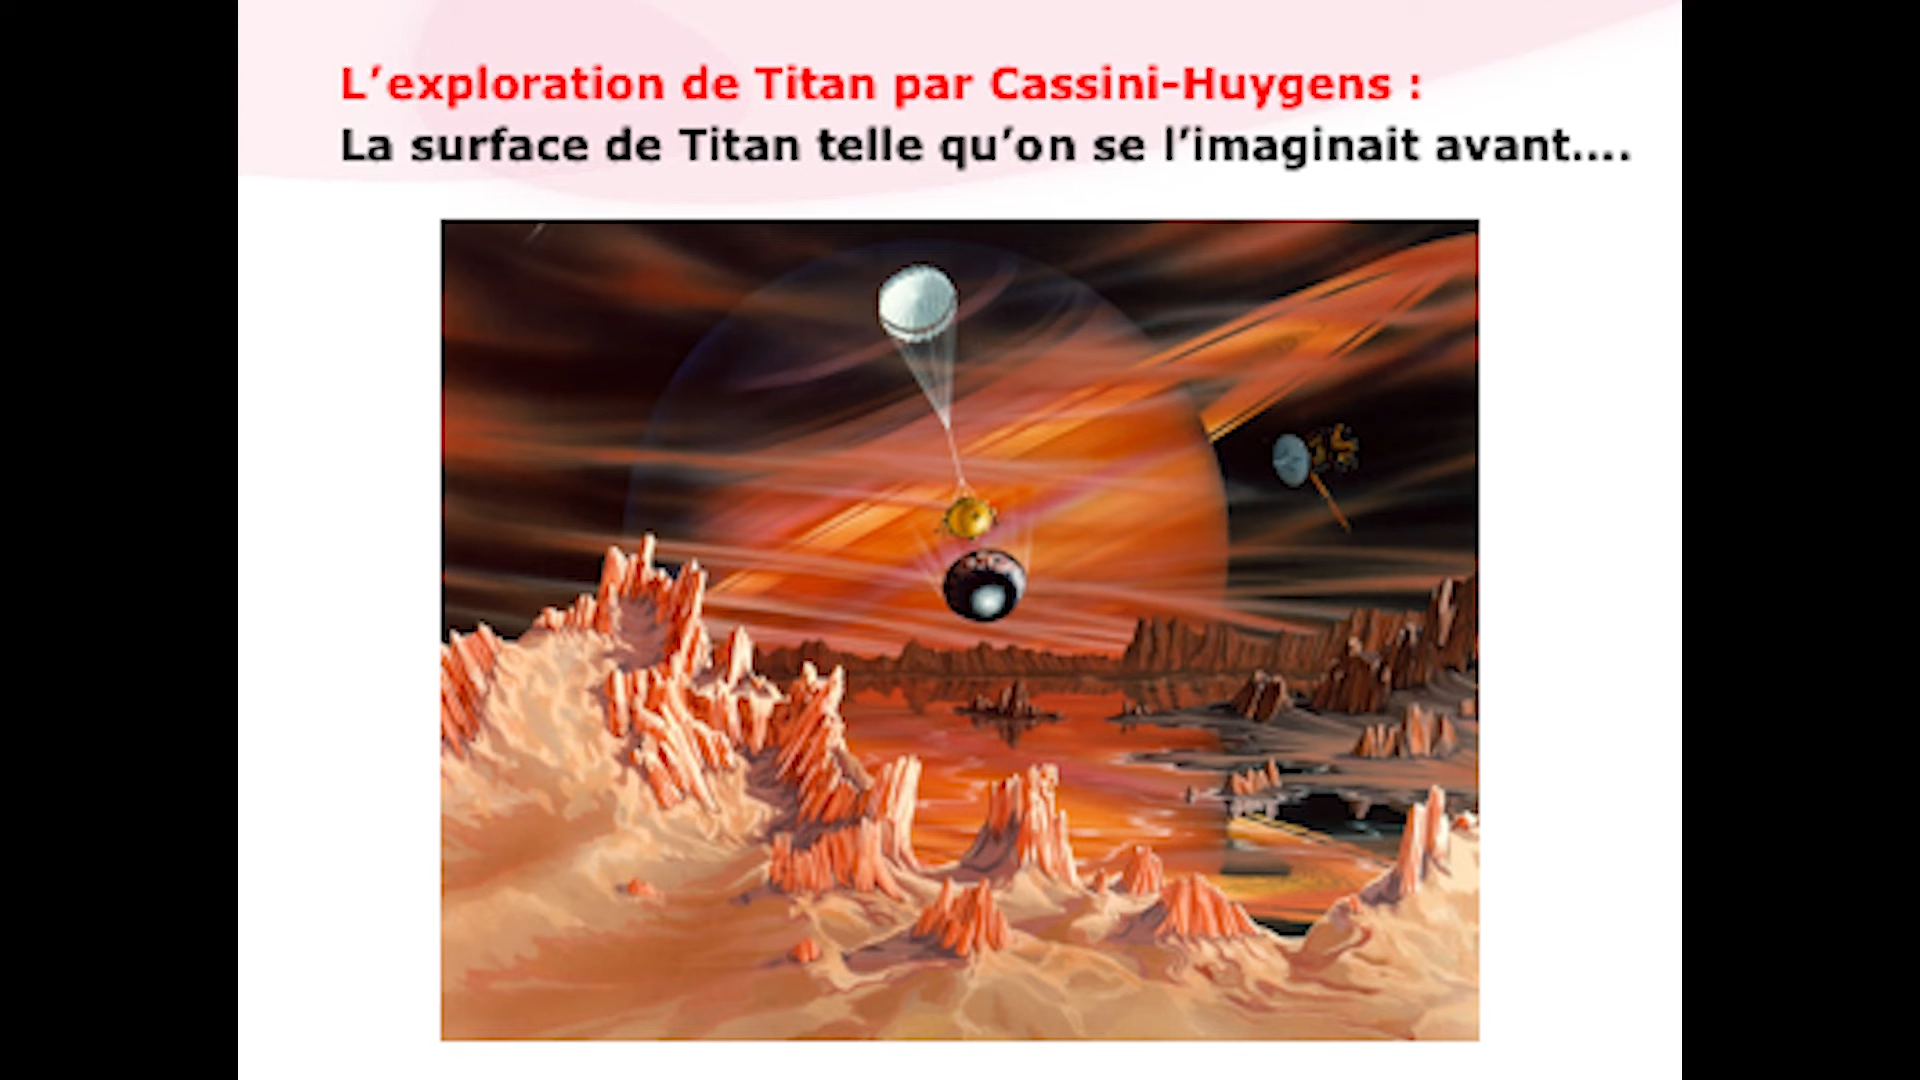 L’exploration de Titan par Cassini-Huygens :
La surface de Titan telle qu’on se l’imaginait avant....